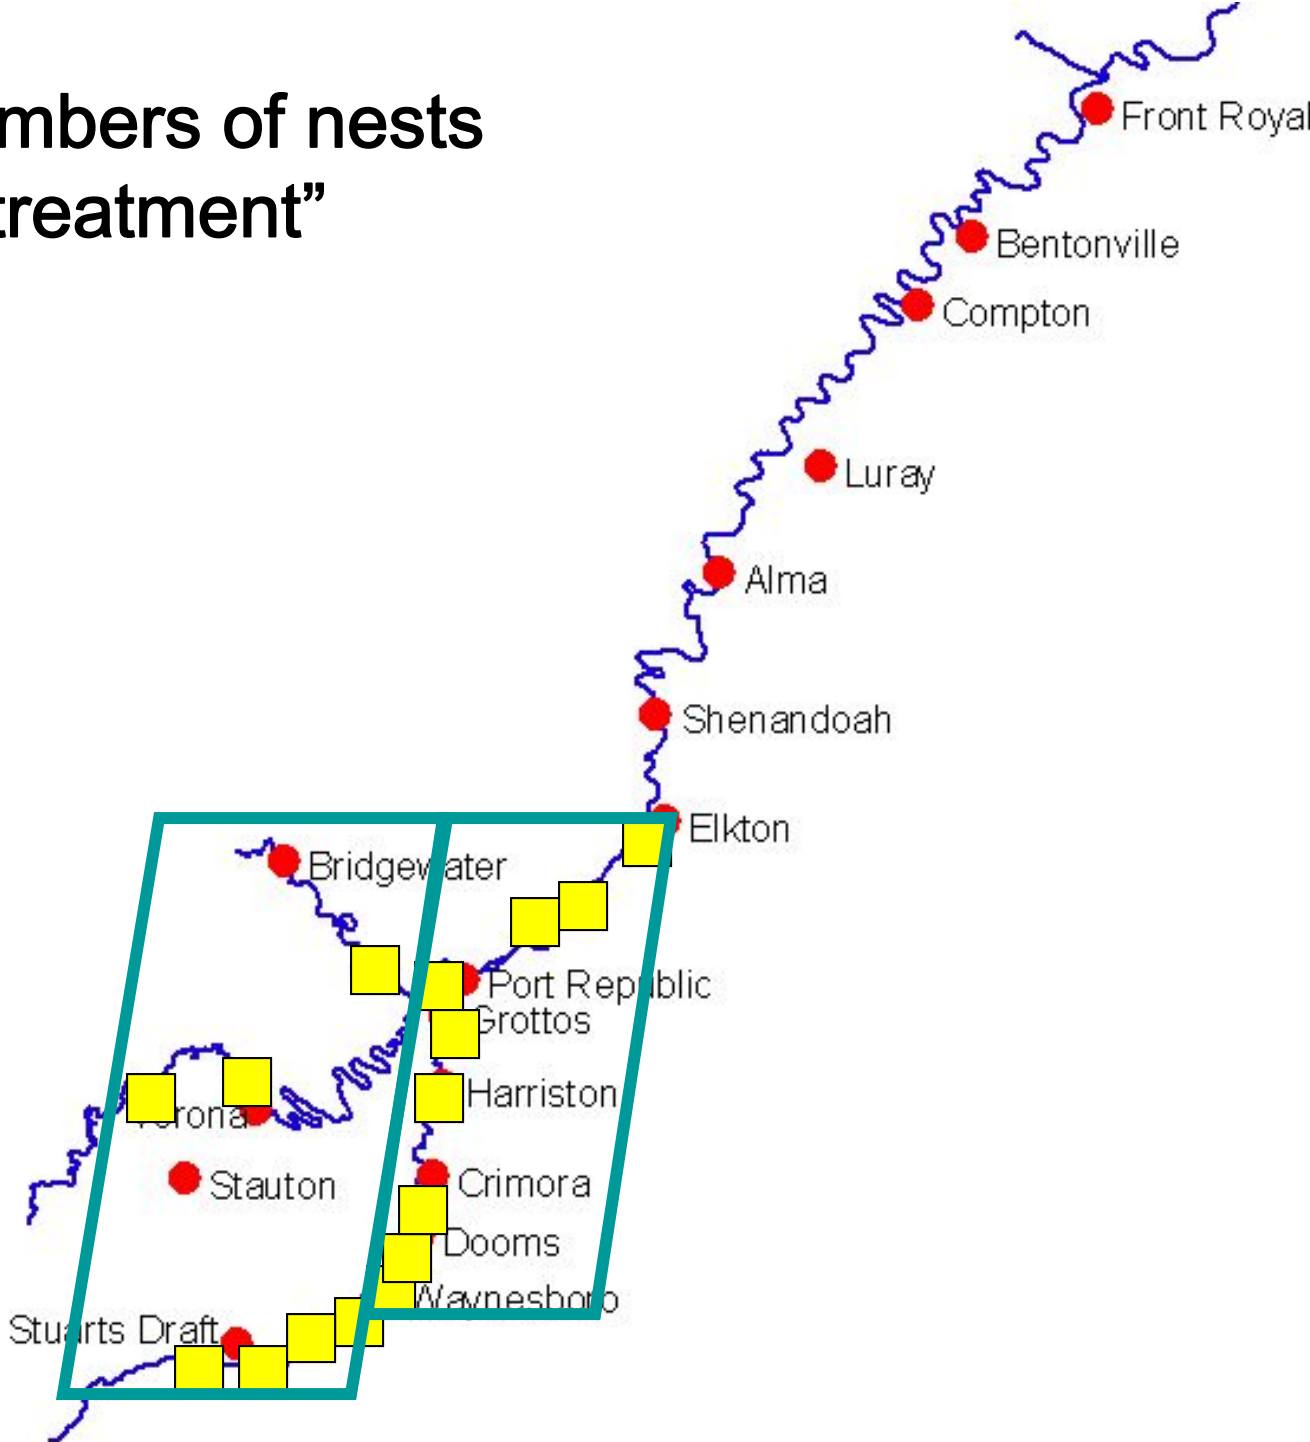 mbers of nests
treatment”
Front Royal
Bentonville
Compton
Luray
Alma
Shenandoah
Elkton
Bridgewater
Port Republic
Grottos
Harriston
Verona
Stauton
Crimora
Dooms
Waynesboro
Stuarts Draft